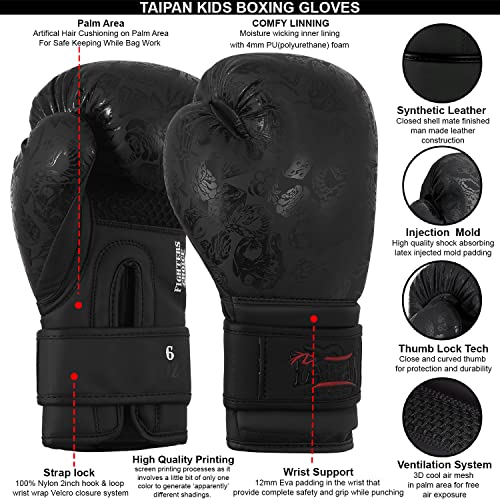 TAIPAN KIDS BOXING GLOVES
Palm Area
Artifical Hair Cushioning on Palm Area
For Safe Keeping While Bag Work
COMFY LINNING
Moisture wicking inner lining
with 4mm PU(polyurethane) foam
Synthetic Leather
Closed shell mate finished
man made leather
construction
Injection Mold
High quality shock absorbing
latex injected mold padding
Thumb Lock Tech
Close and curved thumb
for protection and durability
Ventilation System
3D cool air mesh
in palm area for free
air exposure
FIGHTERS
CHOICE
6
Strap lock
100% Nylon 2inch hook & loop
wrist wrap Velcro closure system
High Quality Printing
screen printing processes as it
involves a little bit of only one
color to generate 'apparently'
different shadings.
Wrist Support
12mm Eva padding in the wrist that
provide complete safety and grip while punching